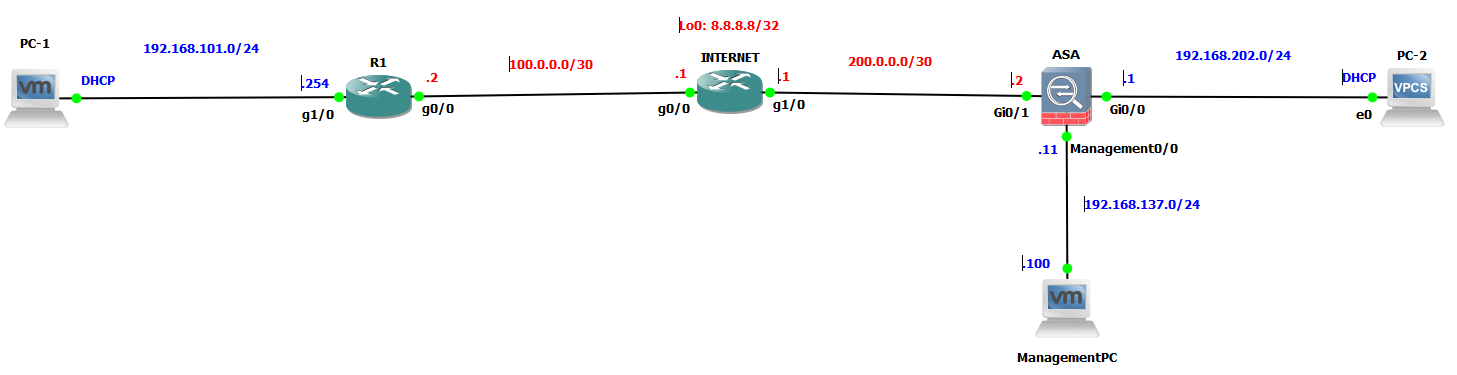 Lo0: 8.8.8.8/32
PC-1
192.168.101.0/24
R1
100.0.0.0/30
INTERNET
200.0.0.0/30
ASA
192.168.202.0/24
PC-2
vm
DHCP
.254
.2
.1
.1
.2
.1
DHCP
VPCS
g1/0
g0/0
g0/0
g1/0
Gi0/1
Gi0/0
e0
.11
Management0/0
192.168.137.0/24
.100
vm
ManagementPC